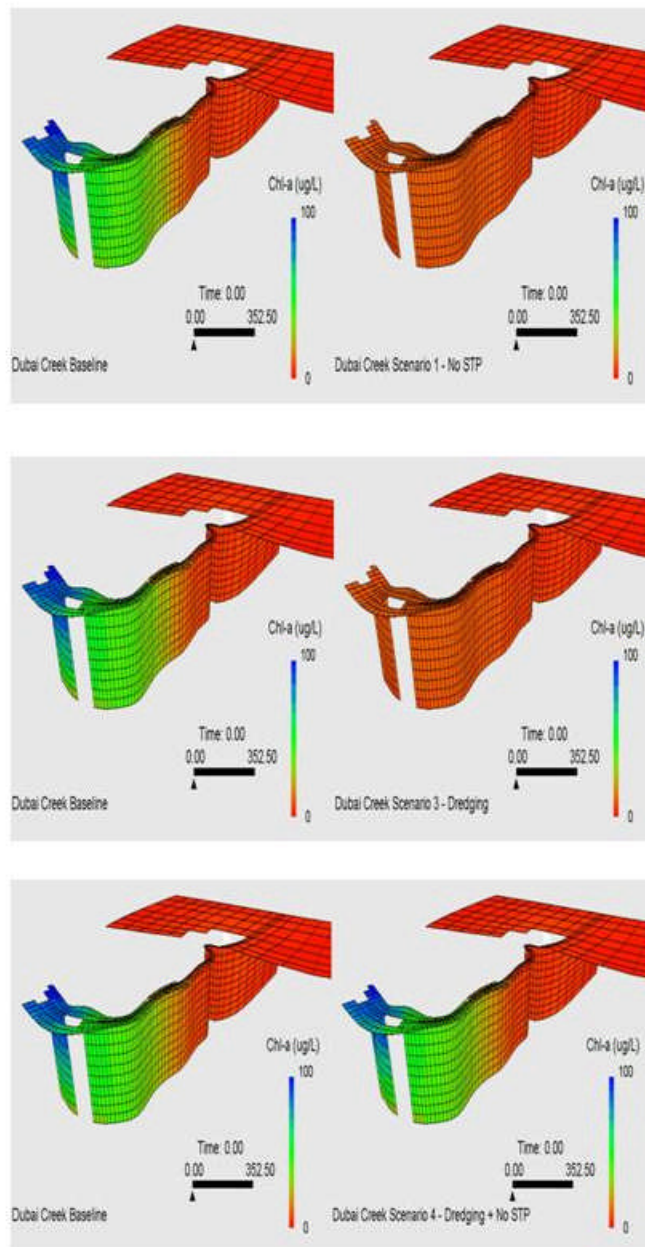 Chl-a (ug/L)
100
Time: 0.00
0.00 352.50
0
Dubai Creek Baseline
Chl-a (ug/L)
100
Time: 0.00
0.00 352.50
0
Dubai Creek Scenario 1 - No STP
Chl-a (ug/L)
100
Time: 0.00
0.00 352.50
0
Dubai Creek Baseline
Chl-a (ug/L)
100
Time: 0.00
0.00 352.50
0
Dubai Creek Scenario 3 - Dredging
Chl-a (ug/L)
100
Time: 0.00
0.00 352.50
0
Dubai Creek Baseline
Chl-a (ug/L)
100
Time: 0.00
0.00 352.50
0
Dubai Creek Scenario 4 - Dredging + No STP